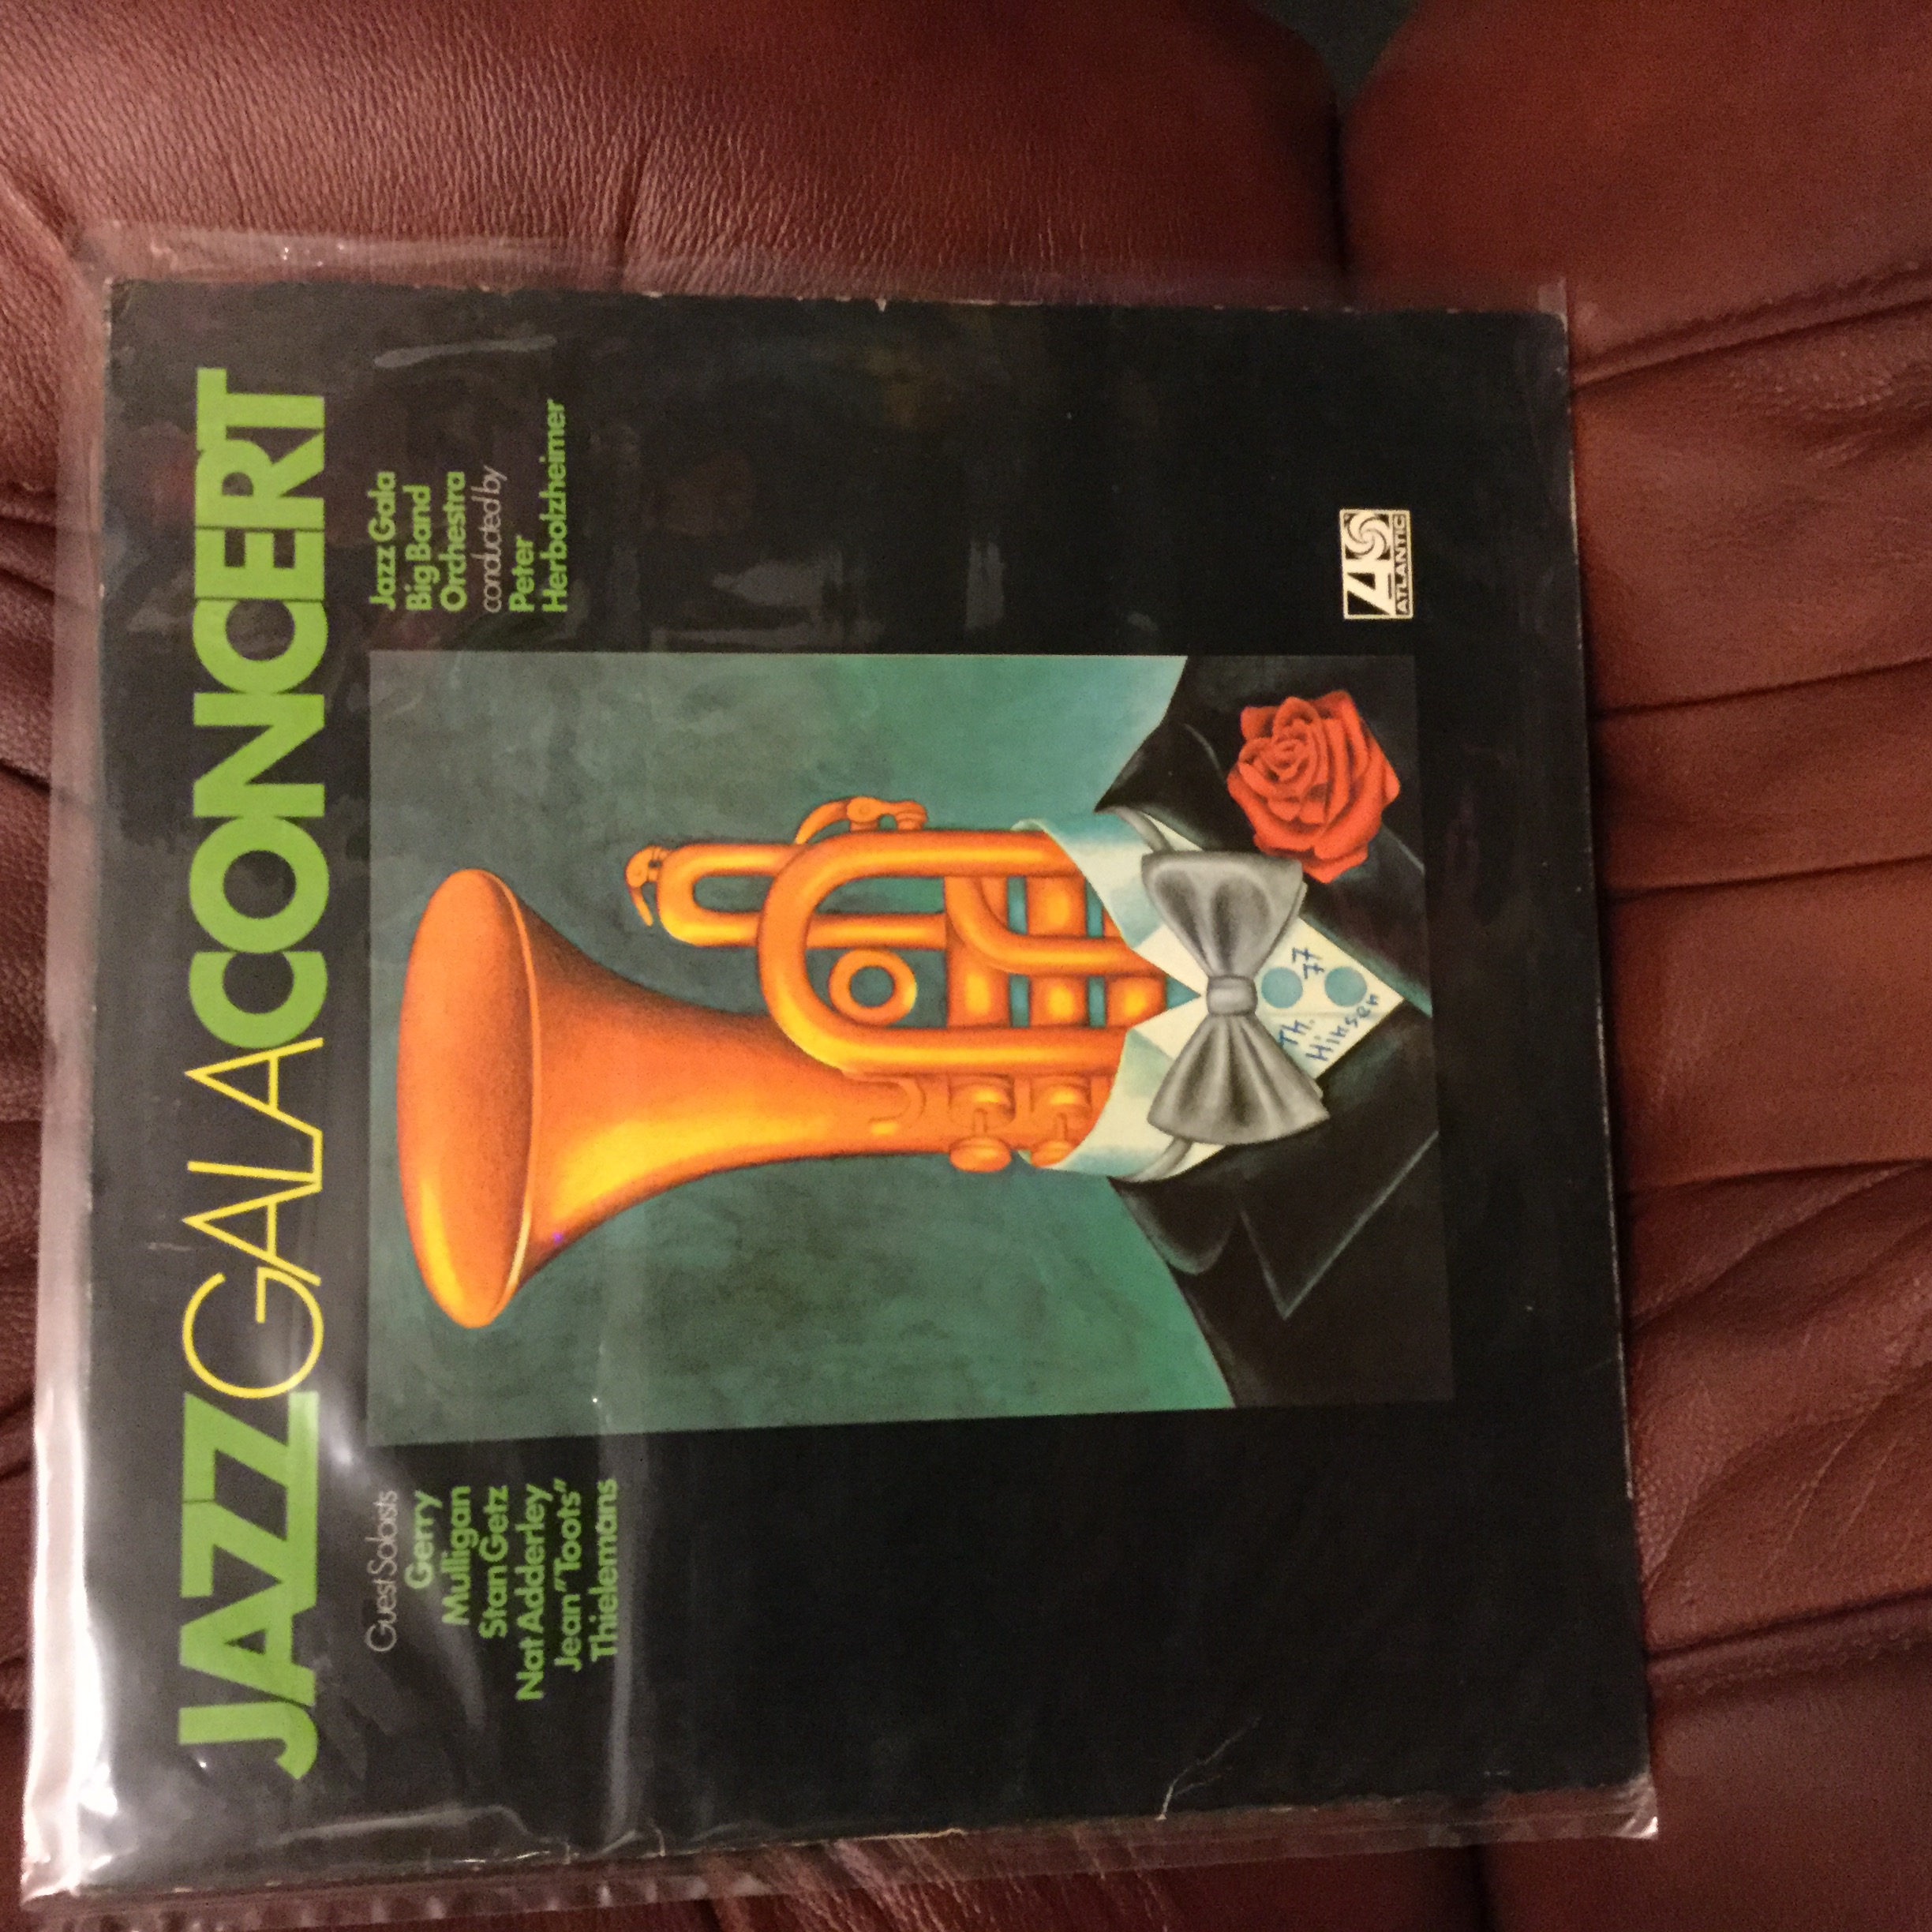 JAZZGALACONCERT
Guest Soloists
Gerry
Mulligan
Stan Getz
Nat Adderley
Jean "Toots"
Thielemans
Jazz Gala
Big Band
Orchestra
conducted by
Peter
Herbolzheimer
Th. 77
Hinsen
ATLANTIC